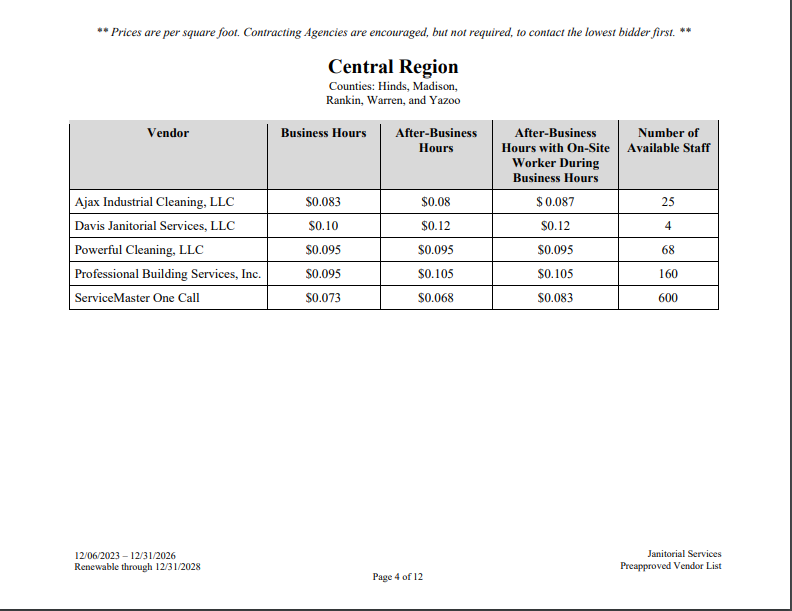 ** Prices are per square foot. Contracting Agencies are encouraged, but not required, to contact the lowest bidder first. **
Central Region
Counties: Hinds, Madison,
Rankin, Warren, and Yazoo
Vendor Business Hours After-Business Hours After-Business Hours with On-Site Worker During Business Hours Number of Available Staff
Ajax Industrial Cleaning, LLC $0.083 $0.08 $ 0.087 25
Davis Janitorial Services, LLC $0.10 $0.12 $0.12 4
Powerful Cleaning, LLC $0.095 $0.095 $0.095 68
Professional Building Services, Inc. $0.095 $0.105 $0.105 160
ServiceMaster One Call $0.073 $0.068 $0.083 600
12/06/2023 – 12/31/2026
Renewable through 12/31/2028
Page 4 of 12
Janitorial Services
Preapproved Vendor List